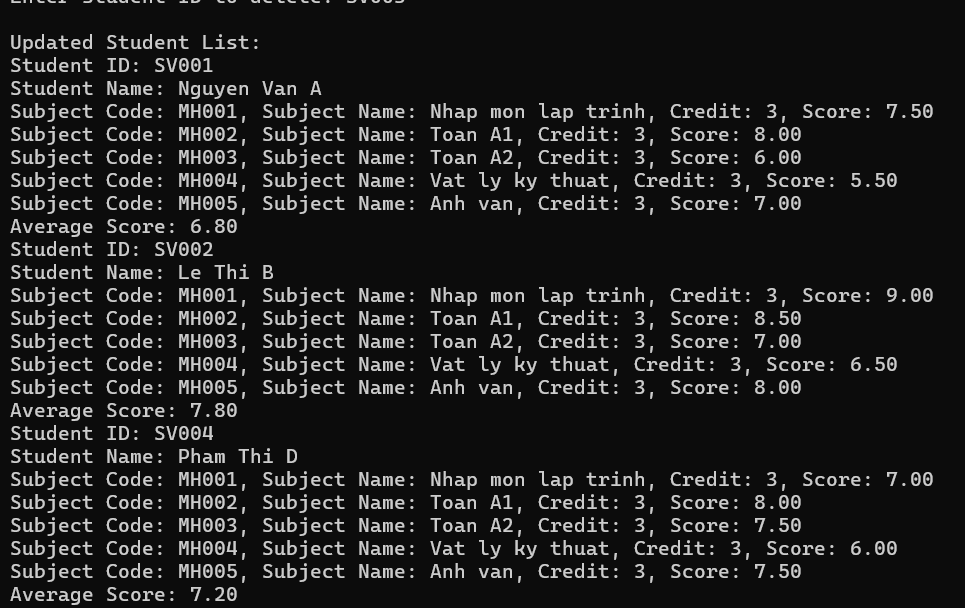 Enter Student ID to delete: SV003
Updated Student List:
Student ID: SV001
Student Name: Nguyen Van A
Subject Code: MH001, Subject Name: Nhap mon lap trinh, Credit: 3, Score: 7.50
Subject Code: MH002, Subject Name: Toan A1, Credit: 3, Score: 8.00
Subject Code: MH003, Subject Name: Toan A2, Credit: 3, Score: 6.00
Subject Code: MH004, Subject Name: Vat ly ky thuat, Credit: 3, Score: 5.50
Subject Code: MH005, Subject Name: Anh van, Credit: 3, Score: 7.00
Average Score: 6.80
Student ID: SV002
Student Name: Le Thi B
Subject Code: MH001, Subject Name: Nhap mon lap trinh, Credit: 3, Score: 9.00
Subject Code: MH002, Subject Name: Toan A1, Credit: 3, Score: 8.50
Subject Code: MH003, Subject Name: Toan A2, Credit: 3, Score: 7.00
Subject Code: MH004, Subject Name: Vat ly ky thuat, Credit: 3, Score: 6.50
Subject Code: MH005, Subject Name: Anh van, Credit: 3, Score: 8.00
Average Score: 7.80
Student ID: SV004
Student Name: Pham Thi D
Subject Code: MH001, Subject Name: Nhap mon lap trinh, Credit: 3, Score: 7.00
Subject Code: MH002, Subject Name: Toan A1, Credit: 3, Score: 8.00
Subject Code: MH003, Subject Name: Toan A2, Credit: 3, Score: 7.50
Subject Code: MH004, Subject Name: Vat ly ky thuat, Credit: 3, Score: 6.00
Subject Code: MH005, Subject Name: Anh van, Credit: 3, Score: 7.50
Average Score: 7.20